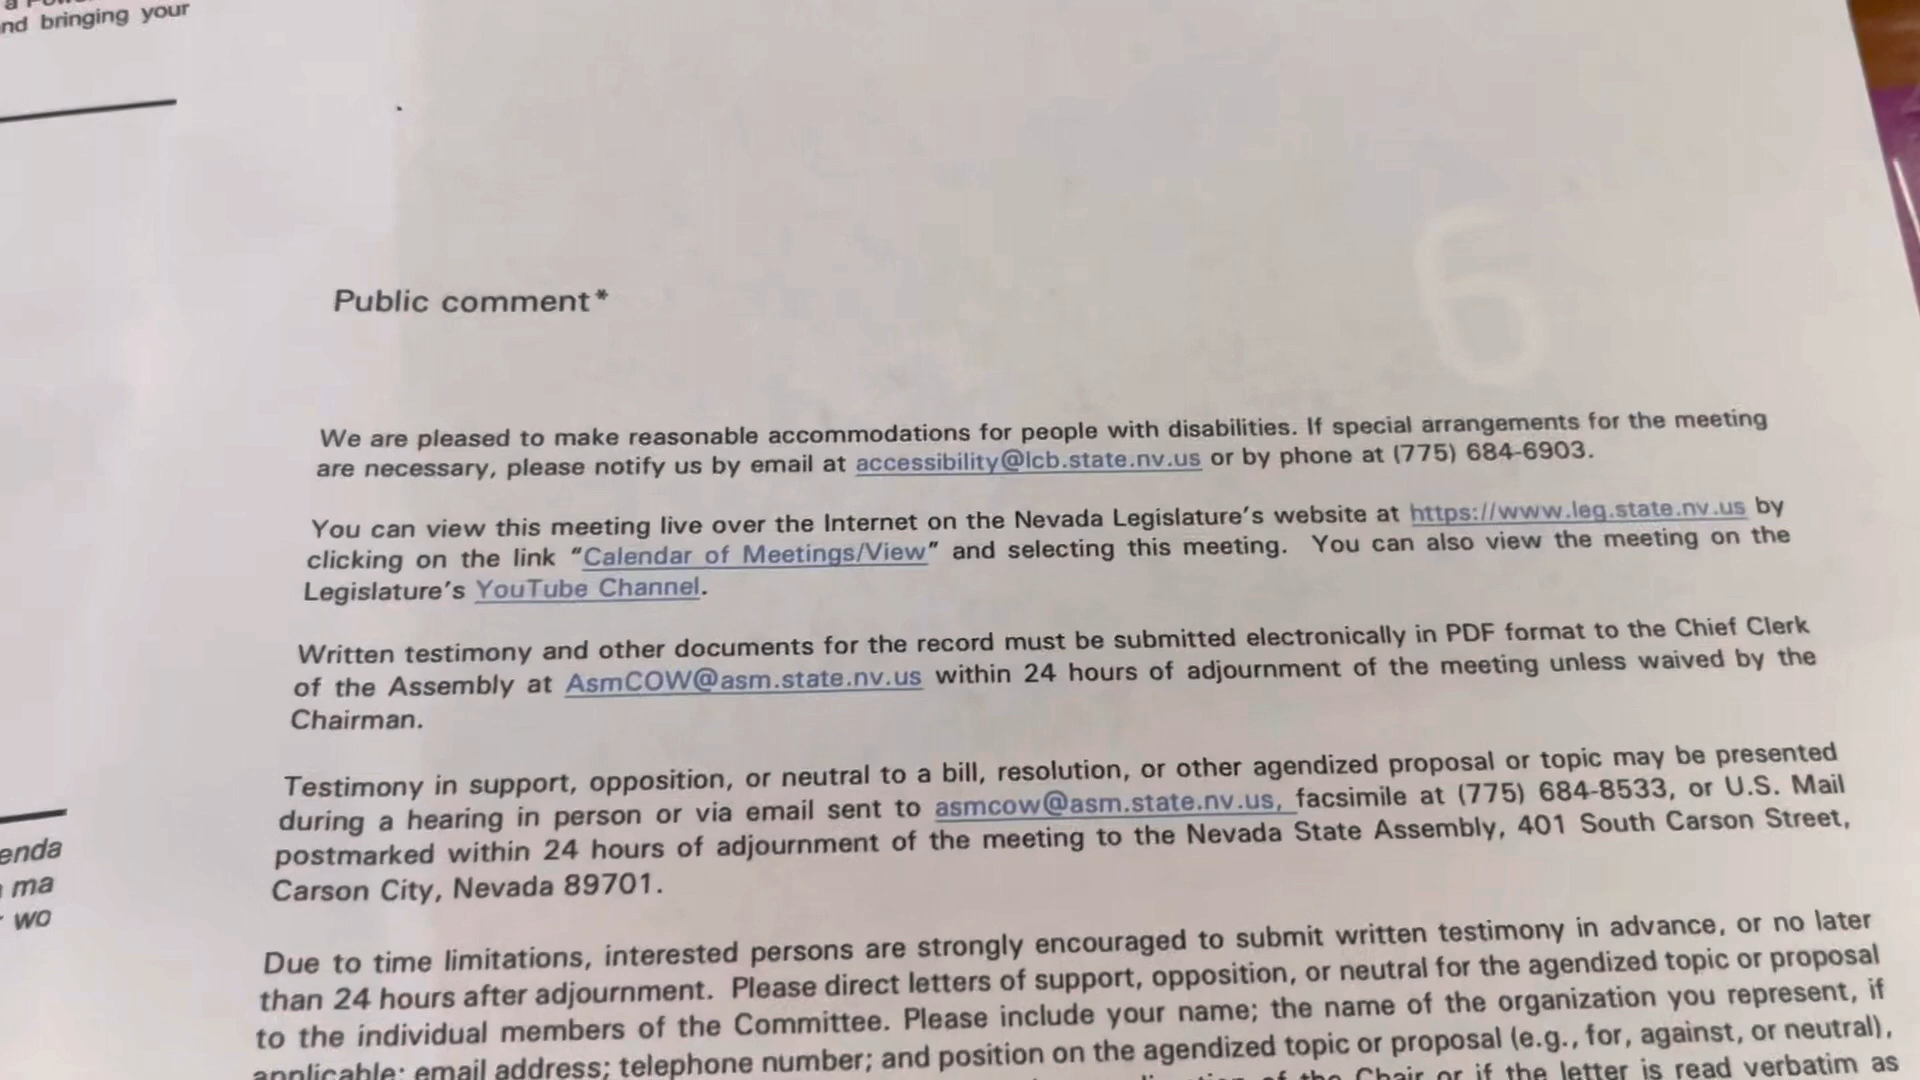 nd bringing your
6
Public comment*
We are pleased to make reasonable accommodations for people with disabilities. If special arrangements for the meeting
are necessary, please notify us by email at accessibility@lcb.state.nv.us or by phone at (775) 684-6903.
You can view this meeting live over the Internet on the Nevada Legislature's website at https://www.leg.state.nv.us by
clicking on the link "Calendar of Meetings/View" and selecting this meeting. You can also view the meeting on the
Legislature's YouTube Channel.
Written testimony and other documents for the record must be submitted electronically in PDF format to the Chief Clerk
of the Assembly at AsmCOW@asm.state.nv.us within 24 hours of adjournment of the meeting unless waived by the
Chairman.
Testimony in support, opposition, or neutral to a bill, resolution, or other agendized proposal or topic may be presented
during a hearing in person or via email sent to asmcow@asm.state.nv.us, facsimile at (775) 684-8533, or U.S. Mail
postmarked within 24 hours of adjournment of the meeting to the Nevada State Assembly, 401 South Carson Street,
Carson City, Nevada 89701.
enda
ma
wo
Due to time limitations, interested persons are strongly encouraged to submit written testimony in advance, or no later
than 24 hours after adjournment. Please direct letters of support, opposition, or neutral for the agendized topic or proposal
to the individual members of the Committee. Please include your name; the name of the organization you represent, if
applicable; email address; telephone number; and position on the agendized topic or proposal (e.g., for, against, or neutral),
of the Chair or if the letter is read verbatim as